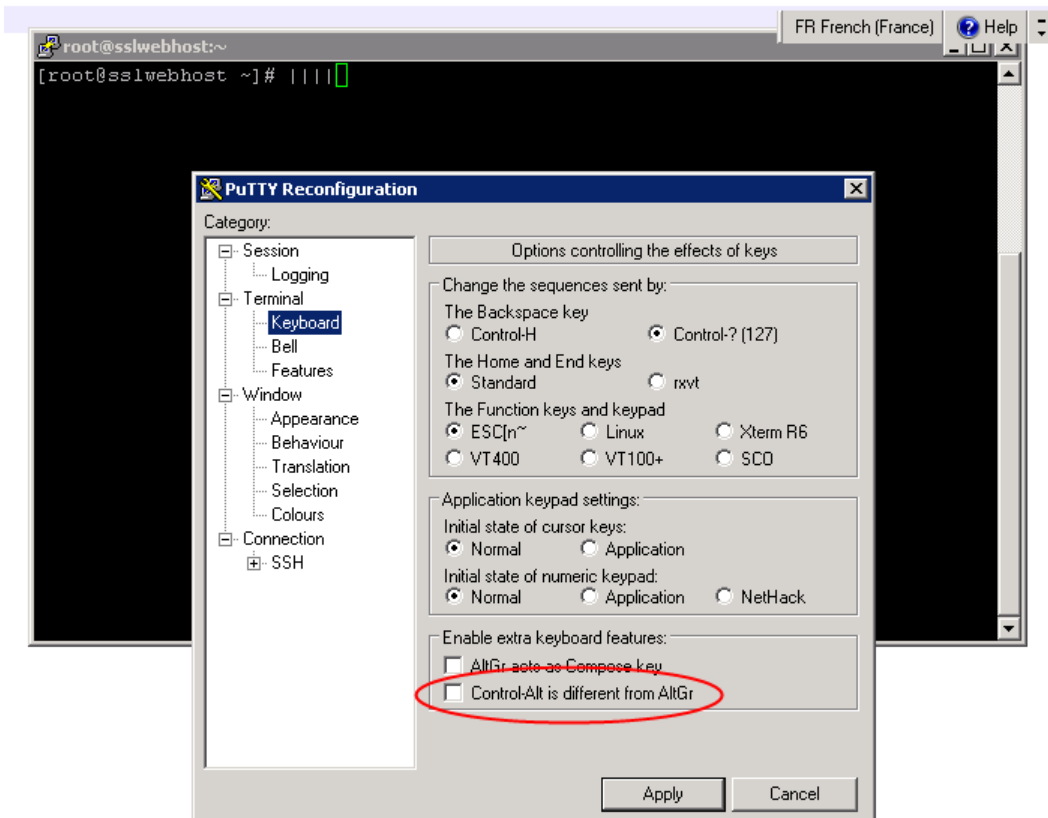 FR French (France) Help
root@sslwebhost:~
[root@sslwebhost ~]# ||||
PuTTY Reconfiguration
Category:
Session
Logging
Terminal
Keyboard
Bell
Features
Window
Appearance
Behaviour
Translation
Selection
Colours
Connection
SSH
Options controlling the effects of keys
Change the sequences sent by:
The Backspace key
Control-H Control-? (127)
The Home and End keys
Standard rxvt
The Function keys and keypad
ESC[n~ Linux Xterm R6
VT400 VT100+ SCO
Application keypad settings:
Initial state of cursor keys:
Normal Application
Initial state of numeric keypad:
Normal Application NetHack
Enable extra keyboard features:
AltGr acts as Compose key
Control-Alt is different from AltGr
Apply Cancel